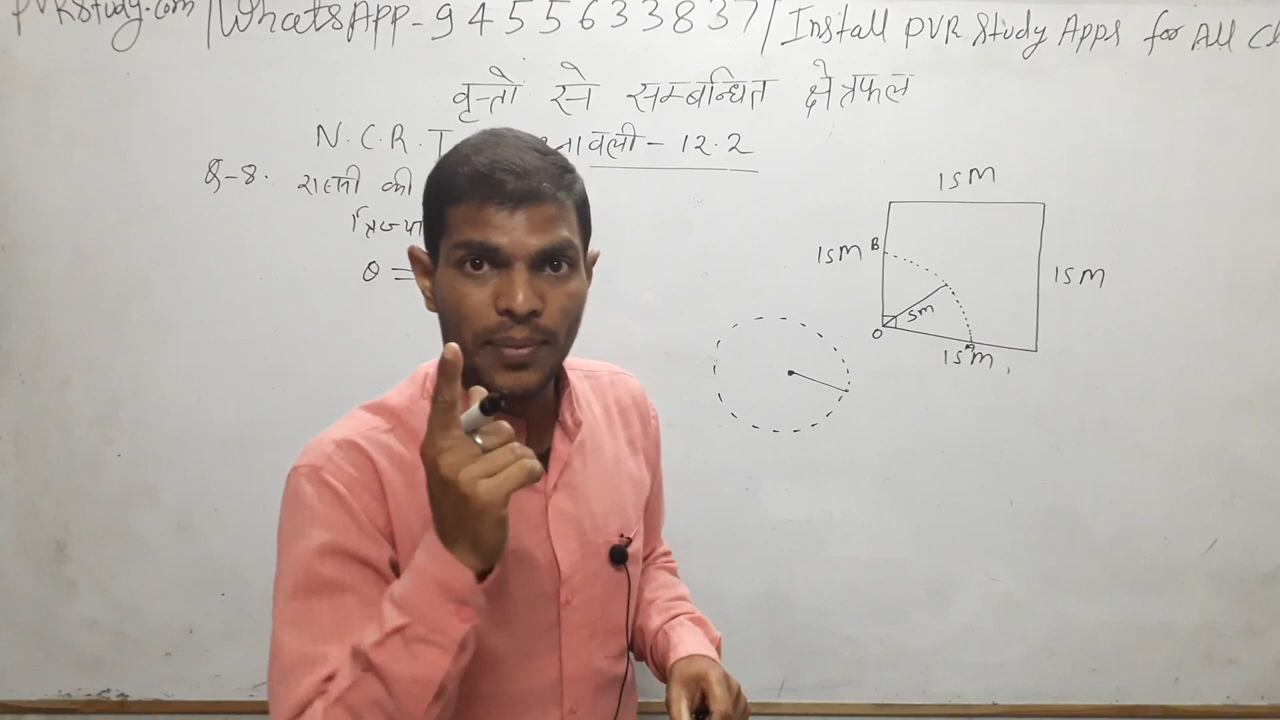 PVRStudy.com / WhatsApp - 9455633837 / Install PVR Study Apps for All
वृत्तों से सम्बन्धित क्षेत्रफल
N.C.R.T
नावली - 12.2
Q-8. रस्सी की
त्रिज्या
θ =
15M
15M B
15M
5m
O
A
15M